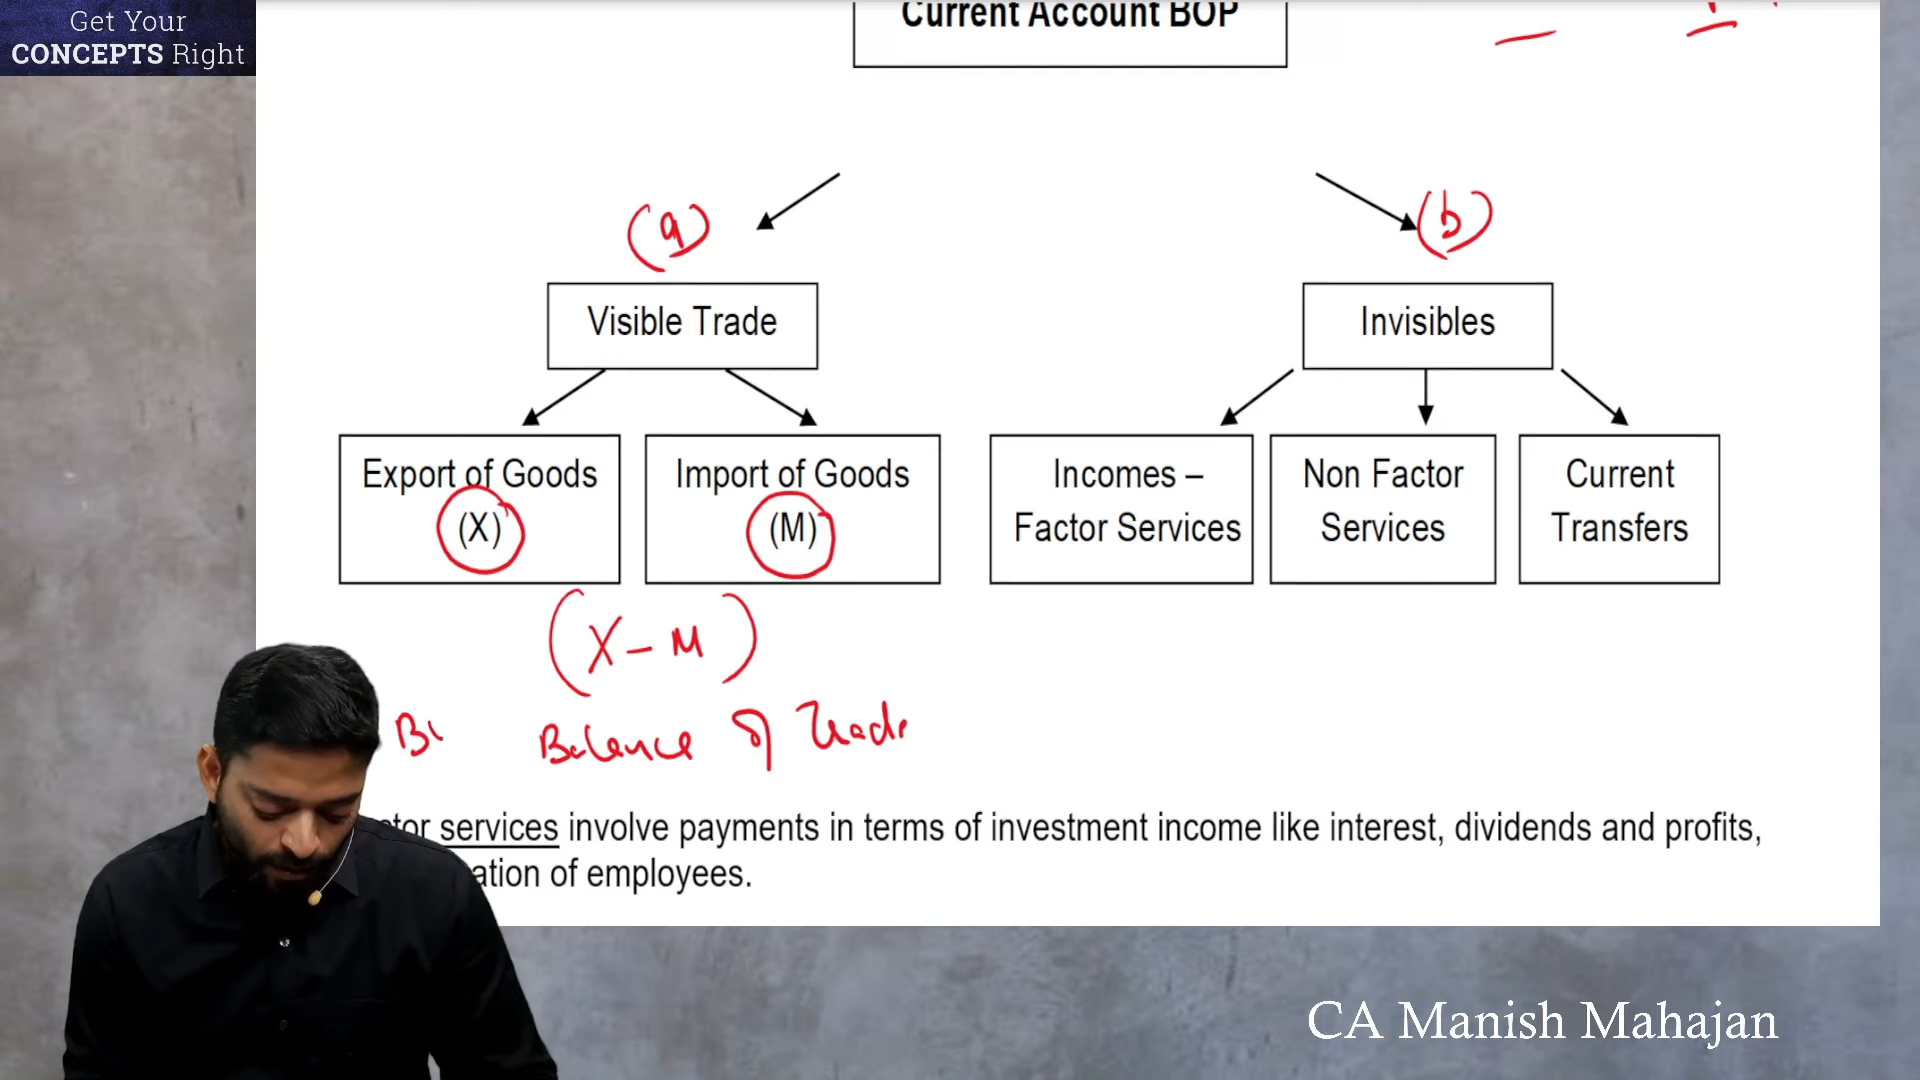 Get Your
CONCEPTS Right
Current Account BOP
(a)
(b)
Visible Trade
Invisibles
Export of Goods
(X)
Import of Goods
(M)
Incomes –
Factor Services
Non Factor
Services
Current
Transfers
(X - M)
Balance of Trade
services involve payments in terms of investment income like interest, dividends and profits,
ation of employees.
CA Manish Mahajan